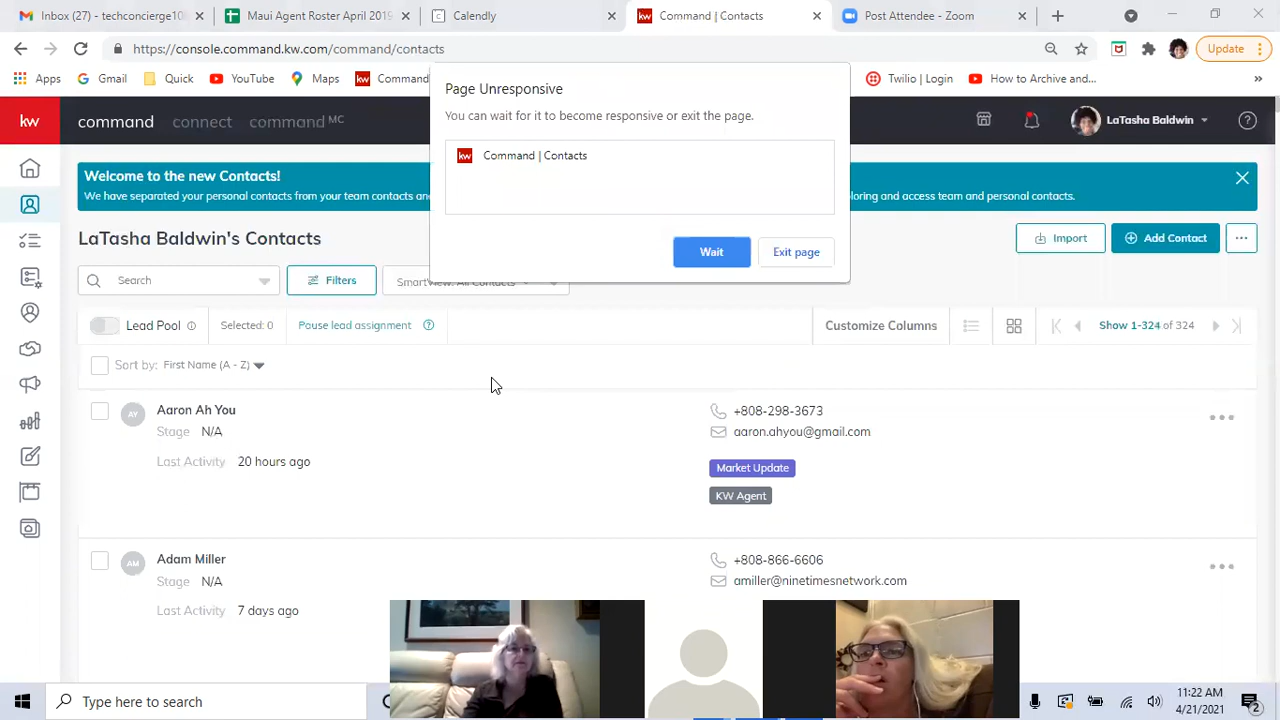 Inbox (27) - techconcierge10
Maui Agent Roster April 2019
Calendly
Command | Contacts
Post Attendee - Zoom
https://console.command.kw.com/command/contacts
Update
Apps
Gmail
Quick
YouTube
Maps
Command
Twilio | Login
How to Archive and...
»
Page Unresponsive
You can wait for it to become responsive or exit the page.
kw Command | Contacts
Wait
Exit page
kw
command
connect
command MC
LaTasha Baldwin
Welcome to the new Contacts!
We have separated your personal contacts from your team contacts
loring and access team and personal contacts.
LaTasha Baldwin's Contacts
Import
Add Contact
Search
Filters
SmartView: All Contacts
Lead Pool
Selected:
Pause lead assignment
Customize Columns
Show 1-324 of 324
Sort by: First Name (A - Z)
AY
Aaron Ah You
Stage N/A
Last Activity 20 hours ago
+808-298-3673
aaron.ahyou@gmail.com
Market Update
KW Agent
AM
Adam Miller
Stage N/A
Last Activity 7 days ago
+808-866-6606
amiller@ninetimesnetwork.com
Type here to search
11:22 AM
4/21/2021
2